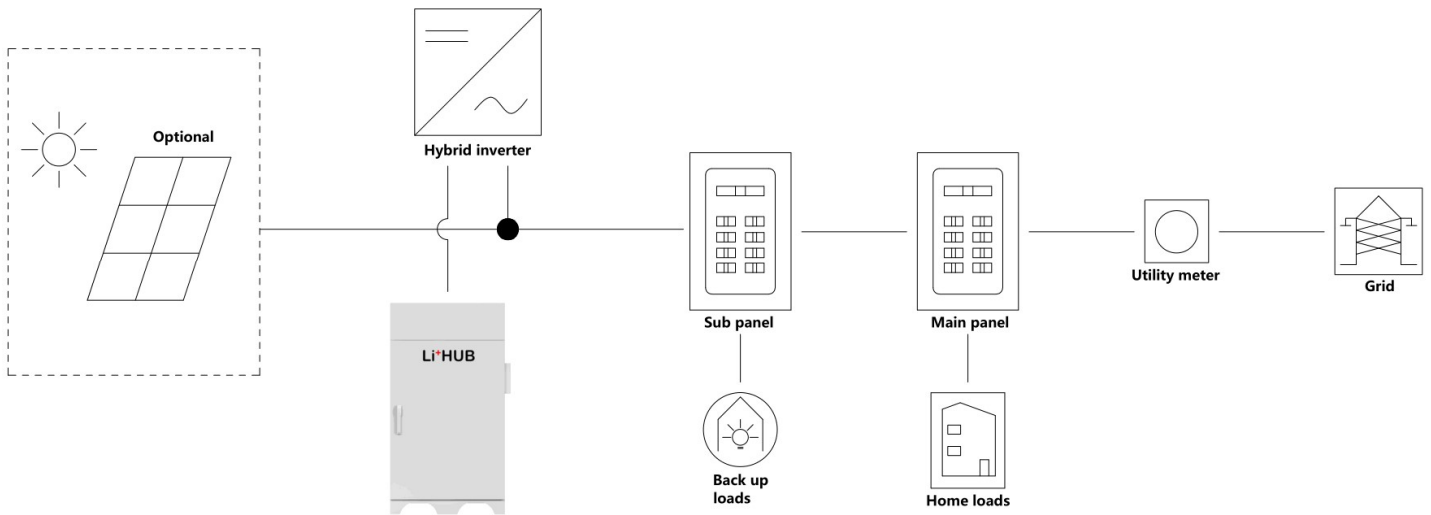 Optional
Hybrid inverter
Li+HUB
Sub panel
Main panel
Utility meter
Grid
Back up
loads
Home loads